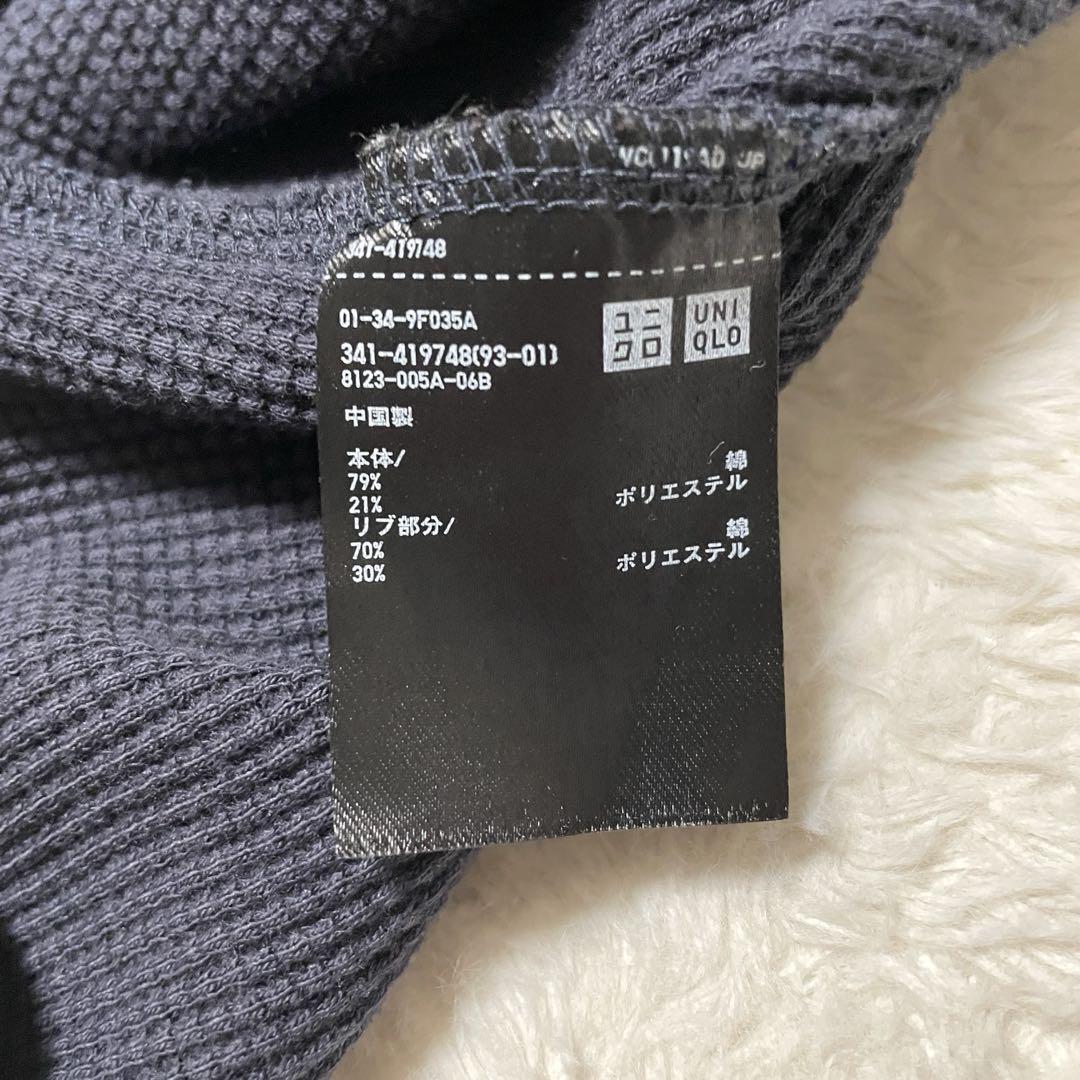 341-419748
01-34-9F035A
341-419748(93-01)
8123-005A-06B
中国製
ユニ
クロ
UNI
QLO
本体/
79% 綿
21% ポリエステル
リブ部分/
70% 綿
30% ポリエステル